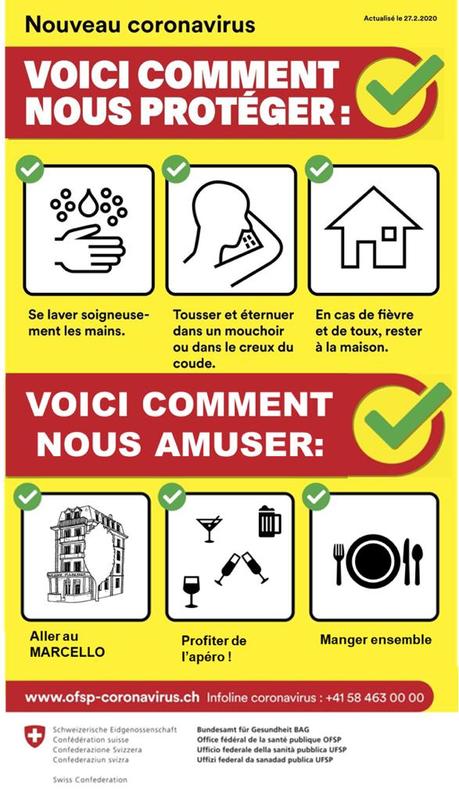 Nouveau coronavirus
Actualisé le 27.2.2020
VOICI COMMENT
NOUS PROTÉGER :
Se laver soigneuse-
ment les mains.
Tousser et éternuer
dans un mouchoir
ou dans le creux du
coude.
En cas de fièvre
et de toux, rester
à la maison.
VOICI COMMENT
NOUS AMUSER:
Aller au
MARCELLO
Profiter de
l'apéro !
Manger ensemble
www.ofsp-coronavirus.ch Infoline coronavirus : +41 58 463 00 00
Schweizerische Eidgenossenschaft
Confédération suisse
Confederazione Svizzera
Confederaziun svizra
Swiss Confederation
Bundesamt für Gesundheit BAG
Office fédéral de la santé publique OFSP
Ufficio federale della sanità pubblica UFSP
Uffizi federal da sanadad publica UFSP